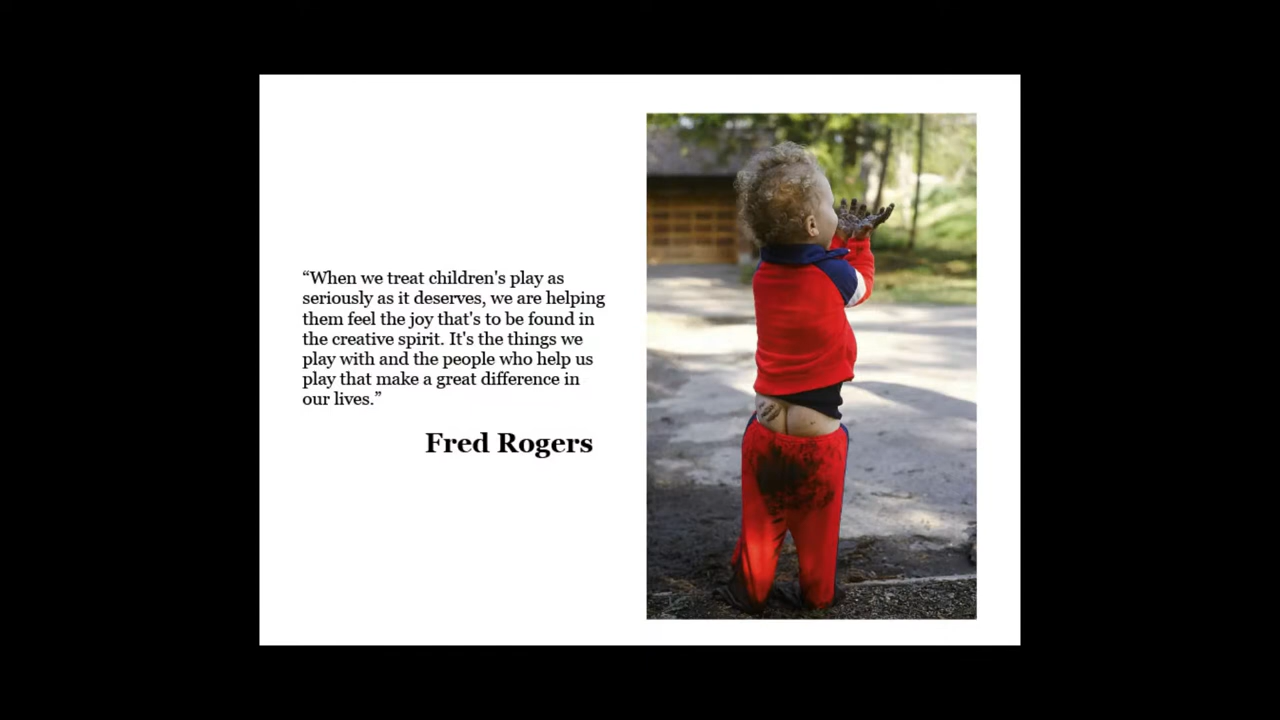 “When we treat children's play as
seriously as it deserves, we are helping
them feel the joy that's to be found in
the creative spirit. It's the things we
play with and the people who help us
play that make a great difference in
our lives.”
Fred Rogers